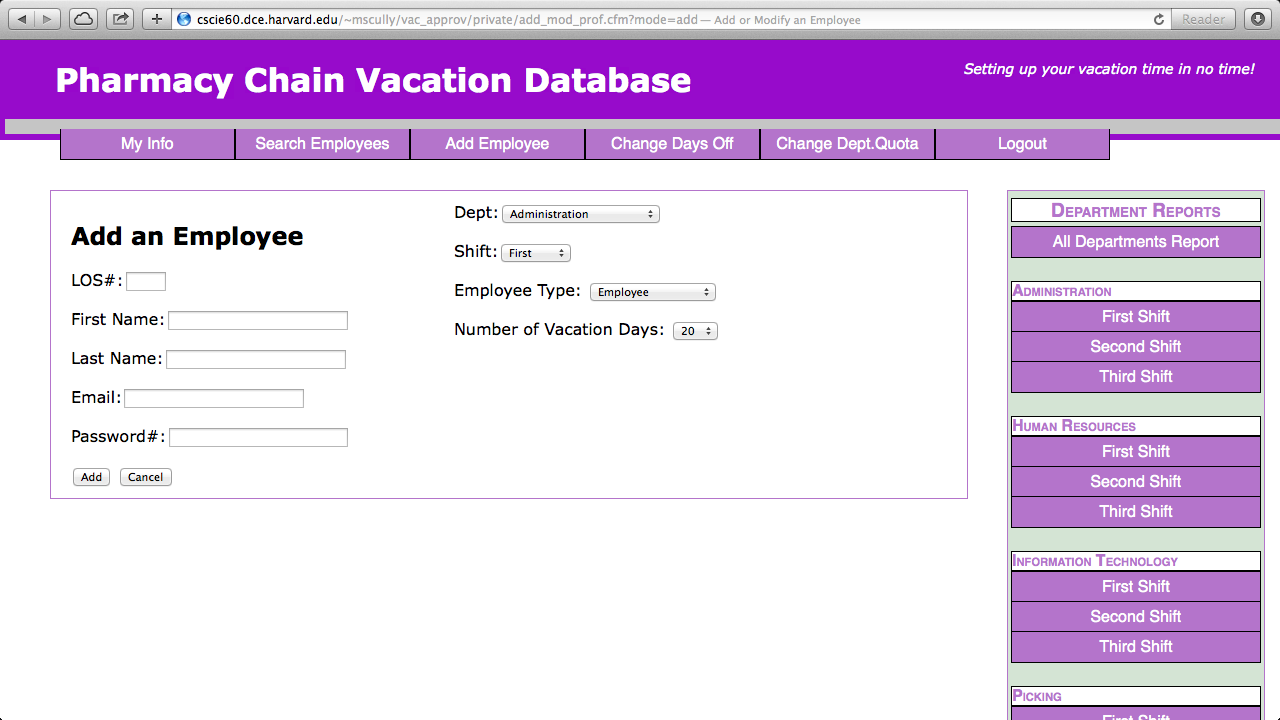 cscie60.dce.harvard.edu/~mscully/vac_approv/private/add_mod_prof.cfm?mode=add — Add or Modify an Employee
Reader
Pharmacy Chain Vacation Database
Setting up your vacation time in no time!
My Info
Search Employees
Add Employee
Change Days Off
Change Dept.Quota
Logout
Add an Employee
LOS#:
First Name:
Last Name:
Email:
Password#:
Add
Cancel
Dept: Administration
Shift: First
Employee Type: Employee
Number of Vacation Days: 20
Department Reports
All Departments Report
Administration
First Shift
Second Shift
Third Shift
Human Resources
First Shift
Second Shift
Third Shift
Information Technology
First Shift
Second Shift
Third Shift
Picking
First Shift